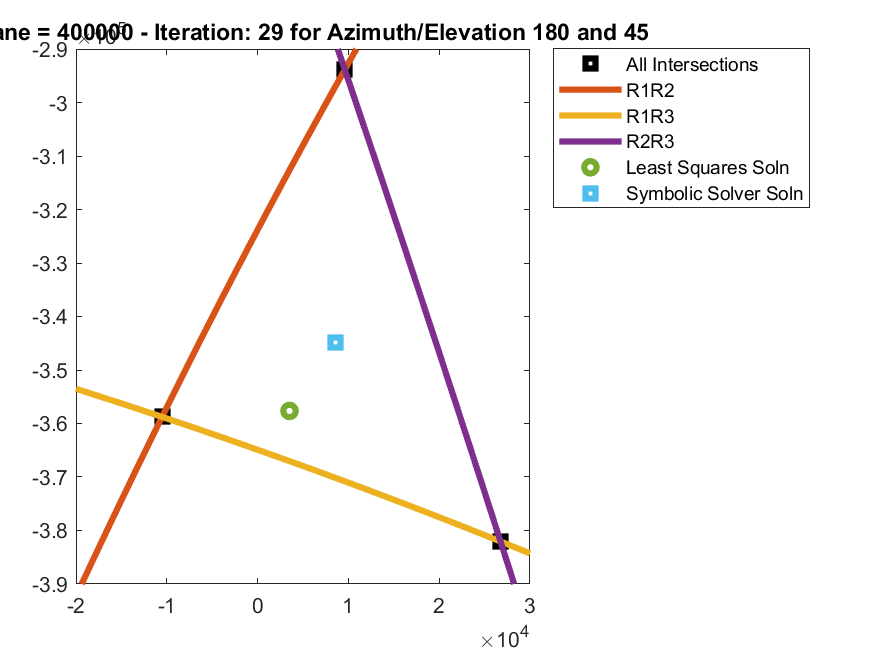 ane = 400000 - Iteration: 29 for Azimuth/Elevation 180 and 45
×10^5
-2.9
-3
-3.1
-3.2
-3.3
-3.4
-3.5
-3.6
-3.7
-3.8
-3.9
-2 -1 0 1 2 3
×10^4
All Intersections
R1R2
R1R3
R2R3
Least Squares Soln
Symbolic Solver Soln